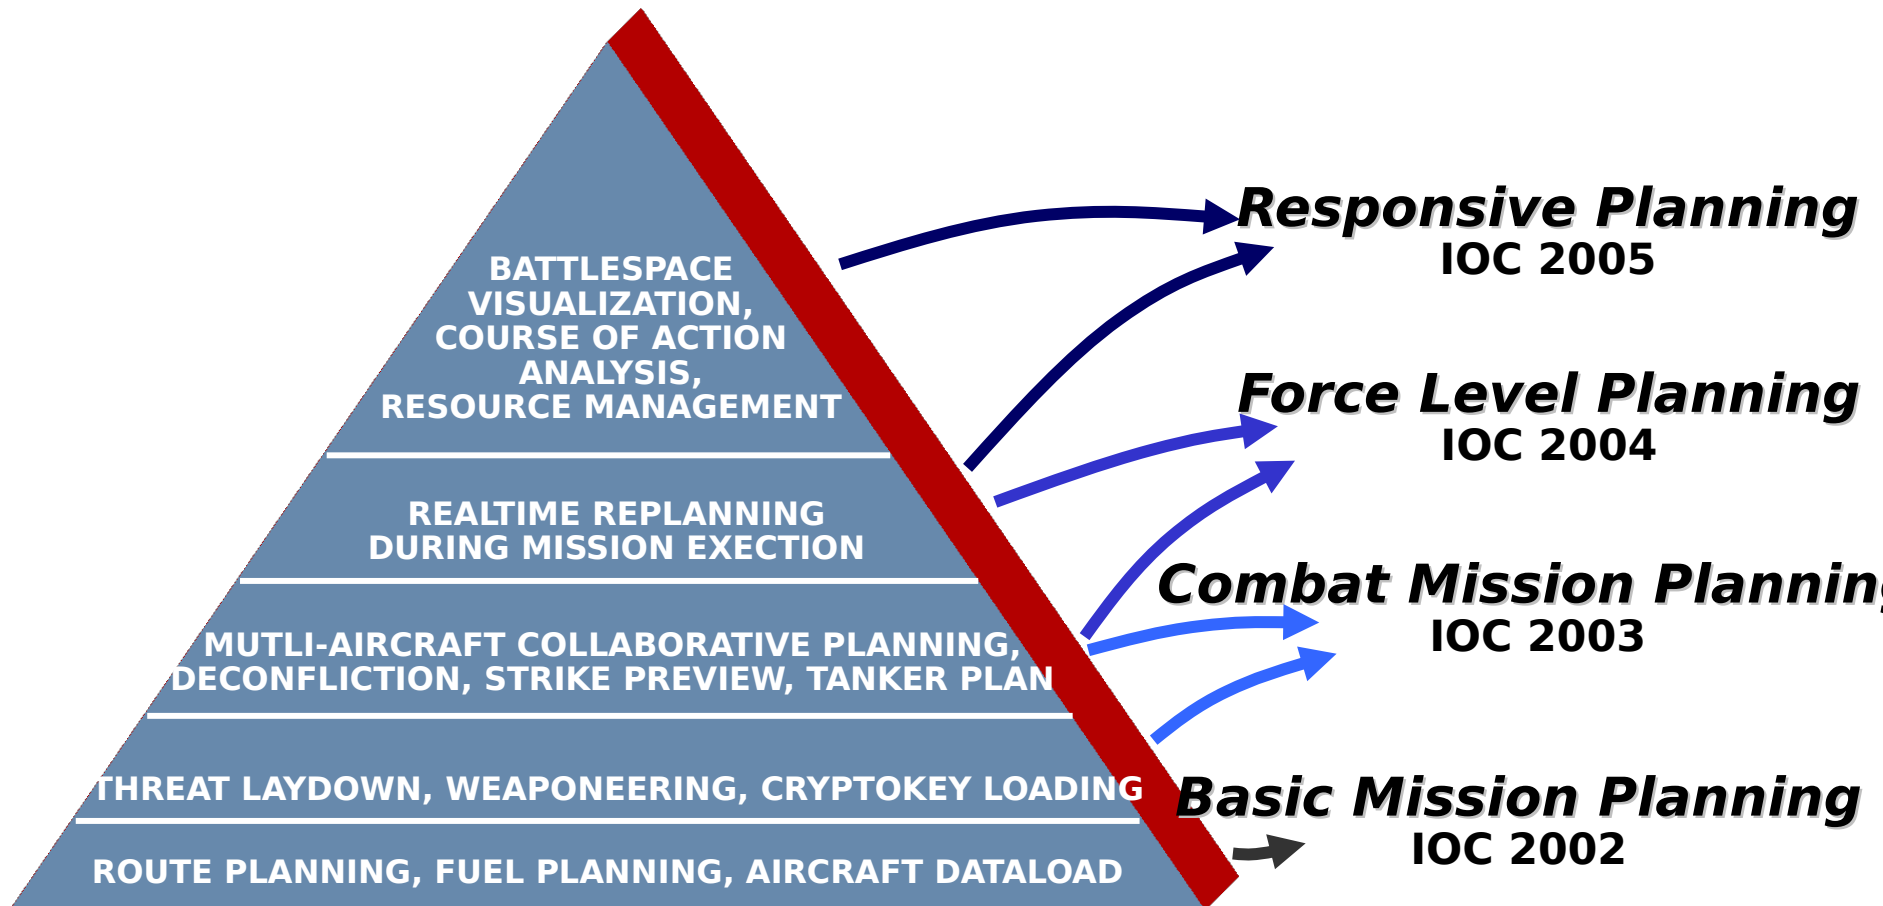 BATTLESPACE
VISUALIZATION,
COURSE OF ACTION
ANALYSIS,
RESOURCE MANAGEMENT
REALTIME REPLANNING
DURING MISSION EXECTION
MUTLI-AIRCRAFT COLLABORATIVE PLANNING,
DECONFLICTION, STRIKE PREVIEW, TANKER PLAN
THREAT LAYDOWN, WEAPONEERING, CRYPTOKEY LOADING
ROUTE PLANNING, FUEL PLANNING, AIRCRAFT DATALOAD
Responsive Planning
IOC 2005
Force Level Planning
IOC 2004
Combat Mission Planning
IOC 2003
Basic Mission Planning
IOC 2002